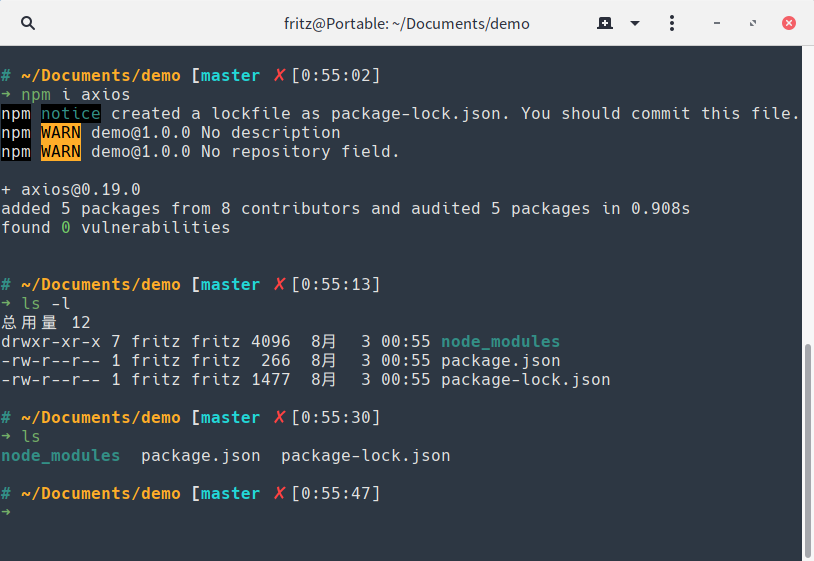 fritz@Portable: ~/Documents/demo
# ~/Documents/demo [master ✗[0:55:02]
➜ npm i axios
npm notice created a lockfile as package-lock.json. You should commit this file.
npm WARN demo@1.0.0 No description
npm WARN demo@1.0.0 No repository field.
+ axios@0.19.0
added 5 packages from 8 contributors and audited 5 packages in 0.908s
found 0 vulnerabilities
# ~/Documents/demo [master ✗[0:55:13]
➜ ls -l
总用量 12
drwxr-xr-x 7 fritz fritz 4096  8月  3 00:55 node_modules
-rw-r--r-- 1 fritz fritz  266  8月  3 00:55 package.json
-rw-r--r-- 1 fritz fritz 1477  8月  3 00:55 package-lock.json
# ~/Documents/demo [master ✗[0:55:30]
➜ ls
node_modules  package.json  package-lock.json
# ~/Documents/demo [master ✗[0:55:47]
➜